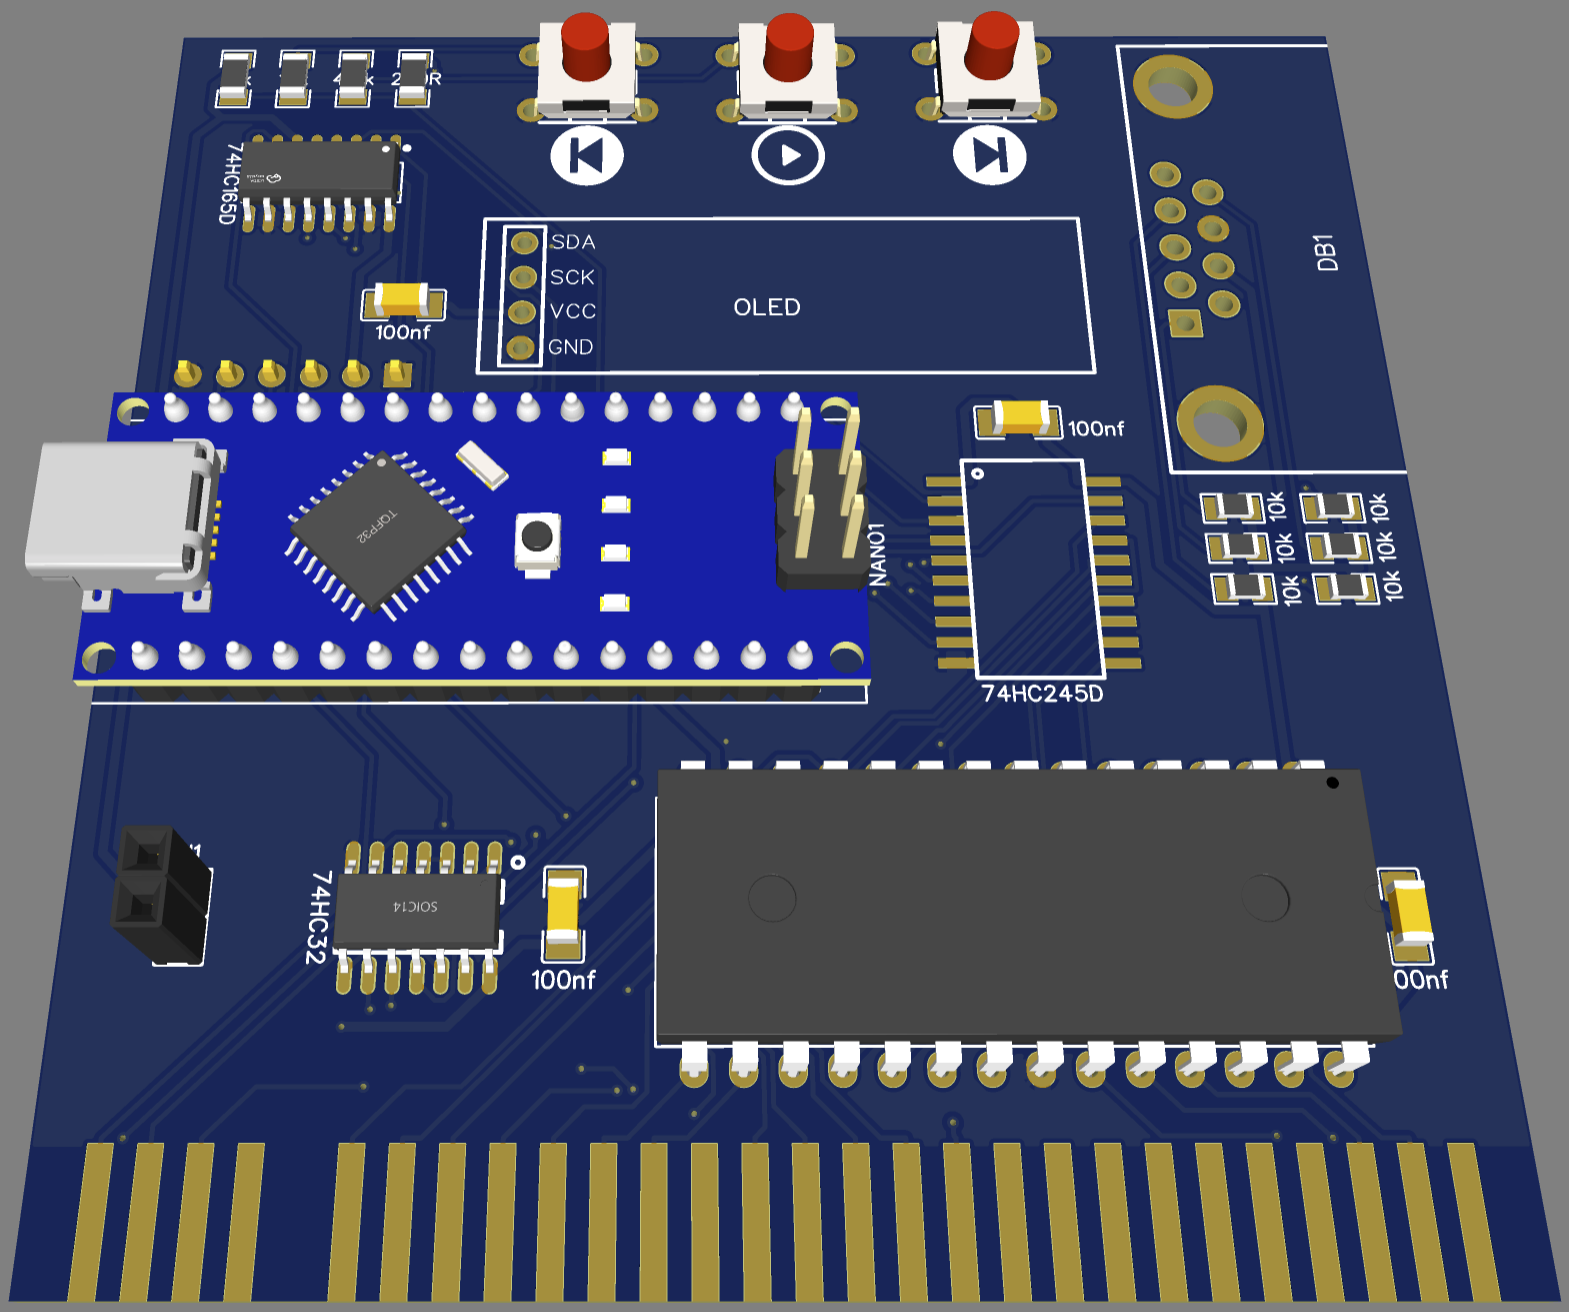 74HC165D
100nf
SDA
SCK
VCC
GND
OLED
DB1
100nf
10k
10k
10k
10k
10k
10k
TQFP32
NANO1
74HC245D
74HC32
SOIC14
100nf
00nf